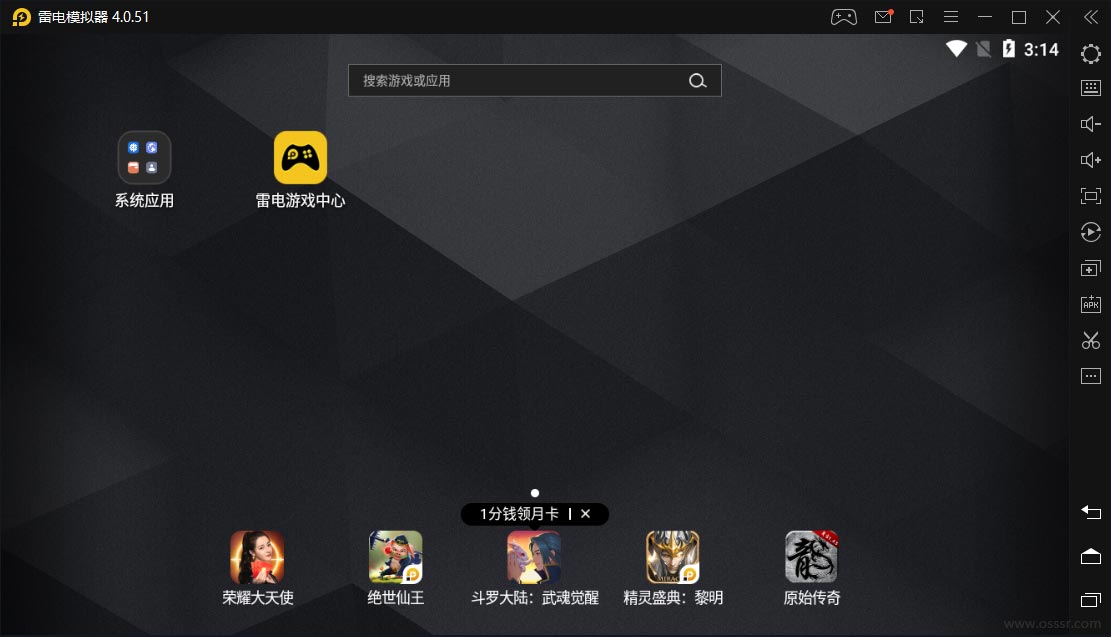 雷电模拟器 4.0.51
3:14
搜索游戏或应用
系统应用
雷电游戏中心
APK
1分钱领月卡
荣耀大天使
绝世仙王
斗罗大陆：武魂觉醒
精灵盛典：黎明
原始传奇
www.osssr.com